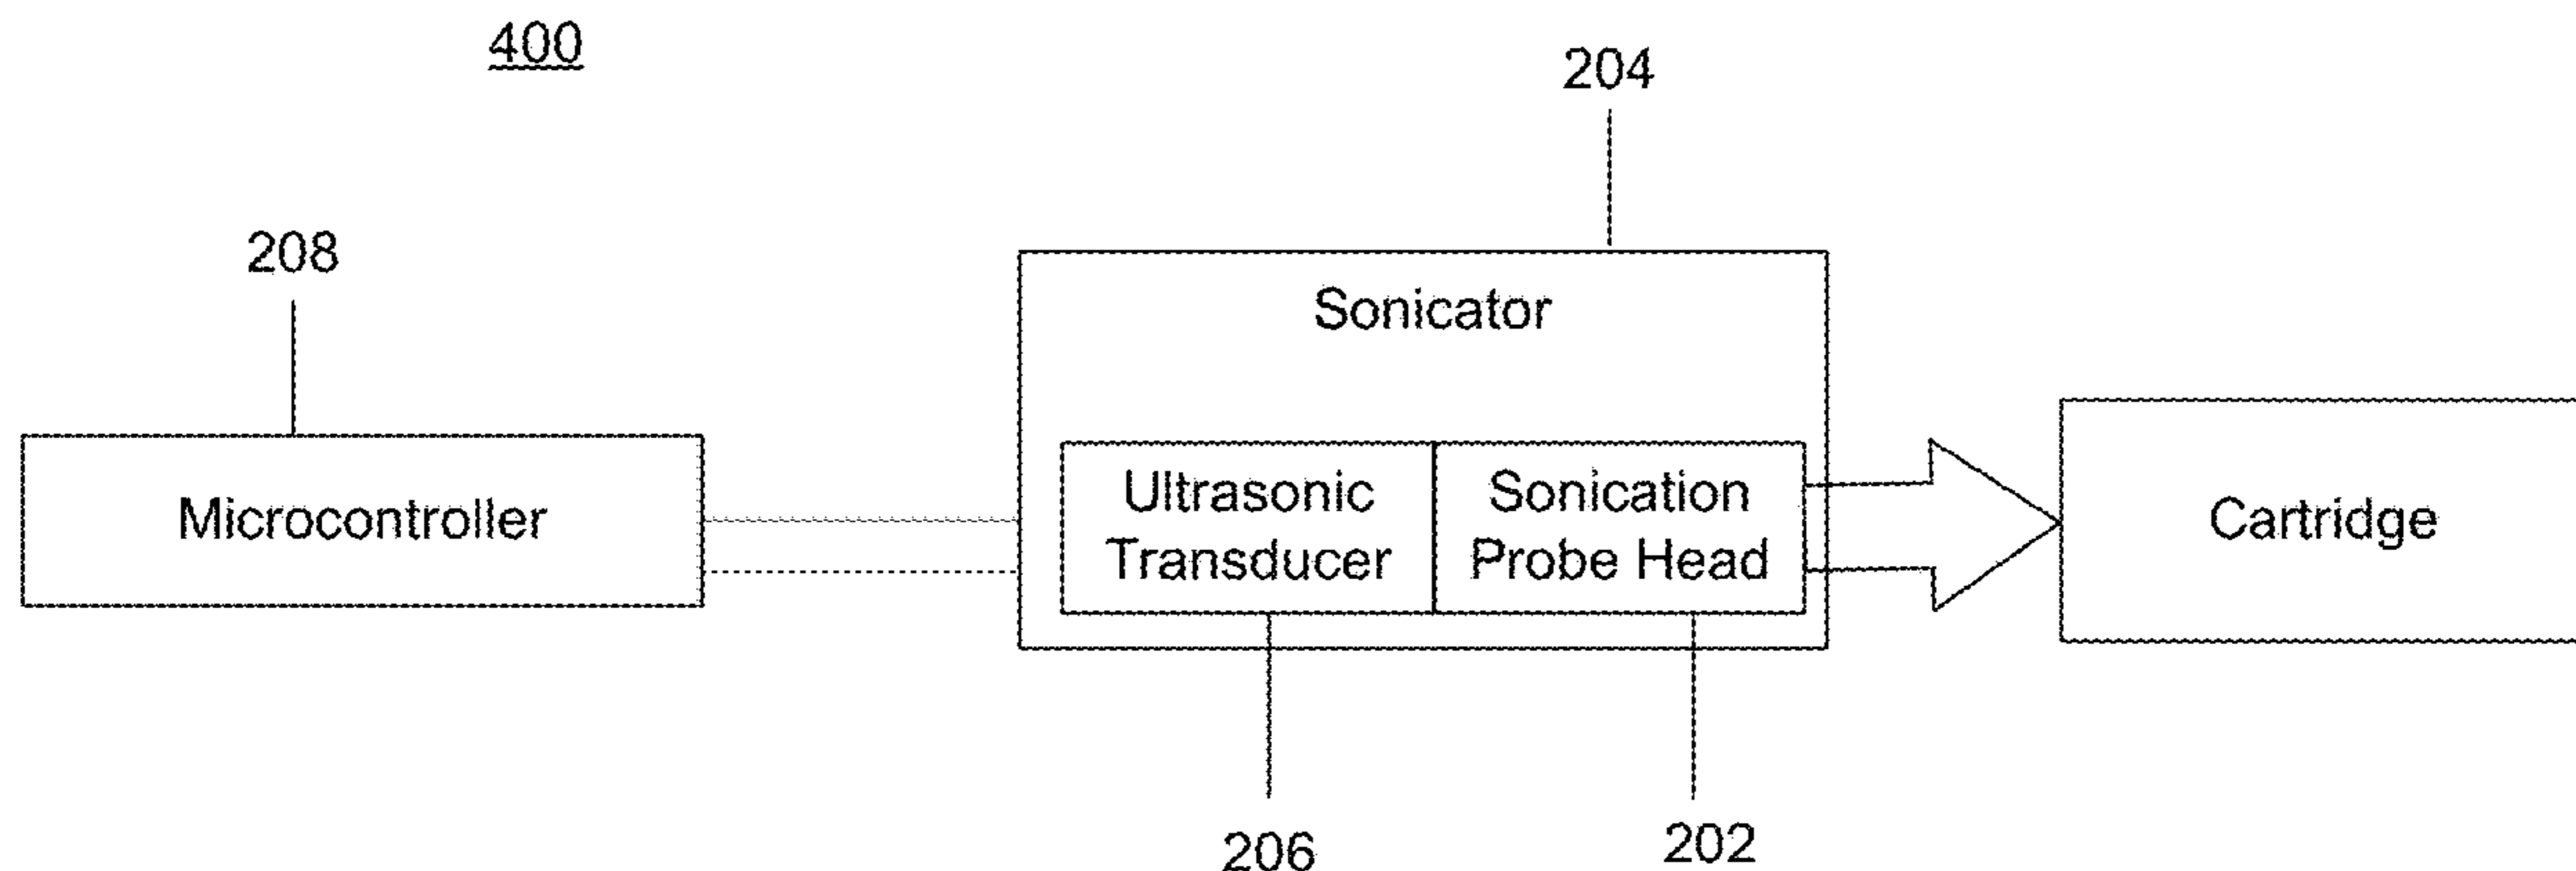 400
204
208
Sonicator
Microcontroller
Ultrasonic
Transducer
Sonication
Probe Head
Cartridge
206
202